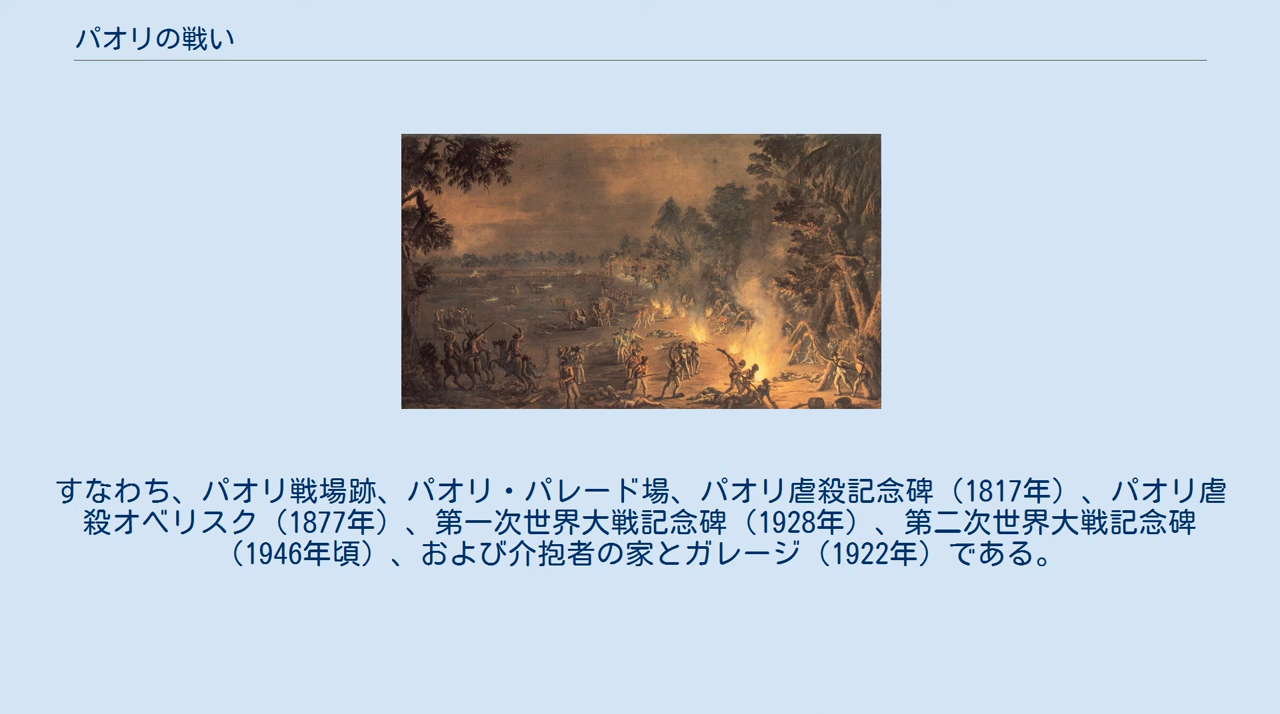 パオリの戦い
すなわち、パオリ戦場跡、パオリ・パレード場、パオリ虐殺記念碑（1817年）、パオリ虐
殺オベリスク（1877年）、第一次世界大戦記念碑（1928年）、第二次世界大戦記念碑
（1946年頃）、および介抱者の家とガレージ（1922年）である。